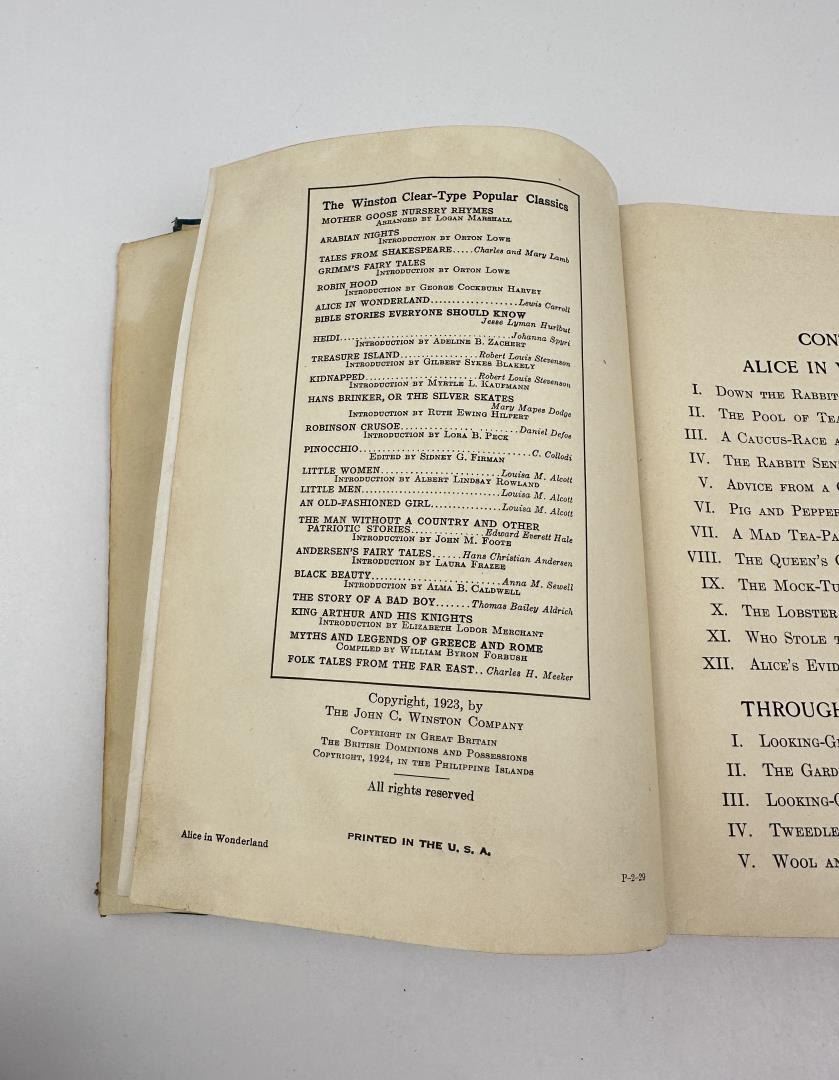 The Winston Clear-Type Popular Classics
MOTHER GOOSE NURSERY RHYMES
ARRANGED BY LOGAN MARSHALL
ARABIAN NIGHTS
INTRODUCTION BY ORTON LOWE
TALES FROM SHAKESPEARE.....Charles and Mary Lamb
GRIMM'S FAIRY TALES
INTRODUCTION BY ORTON LOWE
ROBIN HOOD
INTRODUCTION BY GEORGE COCKBURN HARVEY
ALICE IN WONDERLAND...................Lewis Carroll
BIBLE STORIES EVERYONE SHOULD KNOW
Jesse Lyman Hurlbut
HEIDI..................................Johanna Spyri
INTRODUCTION BY ADELINE B. ZACHERT
TREASURE ISLAND................Robert Louis Stevenson
INTRODUCTION BY GILBERT SYKES BLAKELY
KIDNAPPED.......................Robert Louis Stevenson
INTRODUCTION BY MYRTLE L. KAUFMANN
HANS BRINKER, OR THE SILVER SKATES
Mary Mapes Dodge
INTRODUCTION BY RUTH EWING HILPERT
ROBINSON CRUSOE.......................Daniel Defoe
INTRODUCTION BY LORA B. PECK
PINOCCHIO...................................C. Collodi
EDITED BY SIDNEY G. FIRMAN
LITTLE WOMEN........................Louisa M. Alcott
INTRODUCTION BY ALBERT LINDSAY ROWLAND
LITTLE MEN............................Louisa M. Alcott
AN OLD-FASHIONED GIRL...............Louisa M. Alcott
THE MAN WITHOUT A COUNTRY AND OTHER
PATRIOTIC STORIES..............Edward Everett Hale
INTRODUCTION BY JOHN M. FOOTE
ANDERSEN'S FAIRY TALES......Hans Christian Andersen
INTRODUCTION BY LAURA FRAZEE
BLACK BEAUTY..........................Anna M. Sewell
INTRODUCTION BY ALMA B. CALDWELL
THE STORY OF A BAD BOY.......Thomas Bailey Aldrich
KING ARTHUR AND HIS KNIGHTS
INTRODUCTION BY ELIZABETH LODOR MERCHANT
MYTHS AND LEGENDS OF GREECE AND ROME
COMPILED BY WILLIAM BYRON FORBUSH
FOLK TALES FROM THE FAR EAST..Charles H. Meeker
Copyright, 1923, by
THE JOHN C. WINSTON COMPANY
COPYRIGHT IN GREAT BRITAIN
THE BRITISH DOMINIONS AND POSSESSIONS
COPYRIGHT, 1924, IN THE PHILIPPINE ISLANDS
All rights reserved
Alice in Wonderland
PRINTED IN THE U. S. A.
P-2-29
CON
ALICE IN
I. DOWN THE RABBIT
II. THE POOL OF TEA
III. A CAUCUS-RACE
IV. THE RABBIT SEN
V. ADVICE FROM A
VI. PIG AND PEPPER
VII. A MAD TEA-PA
VIII. THE QUEEN'S
IX. THE MOCK-TU
X. THE LOBSTER
XI. WHO STOLE
XII. ALICE'S EVID
THROUGH
I. LOOKING-GL
II. THE GARD
III. LOOKING-
IV. TWEEDLE
V. WOOL AN